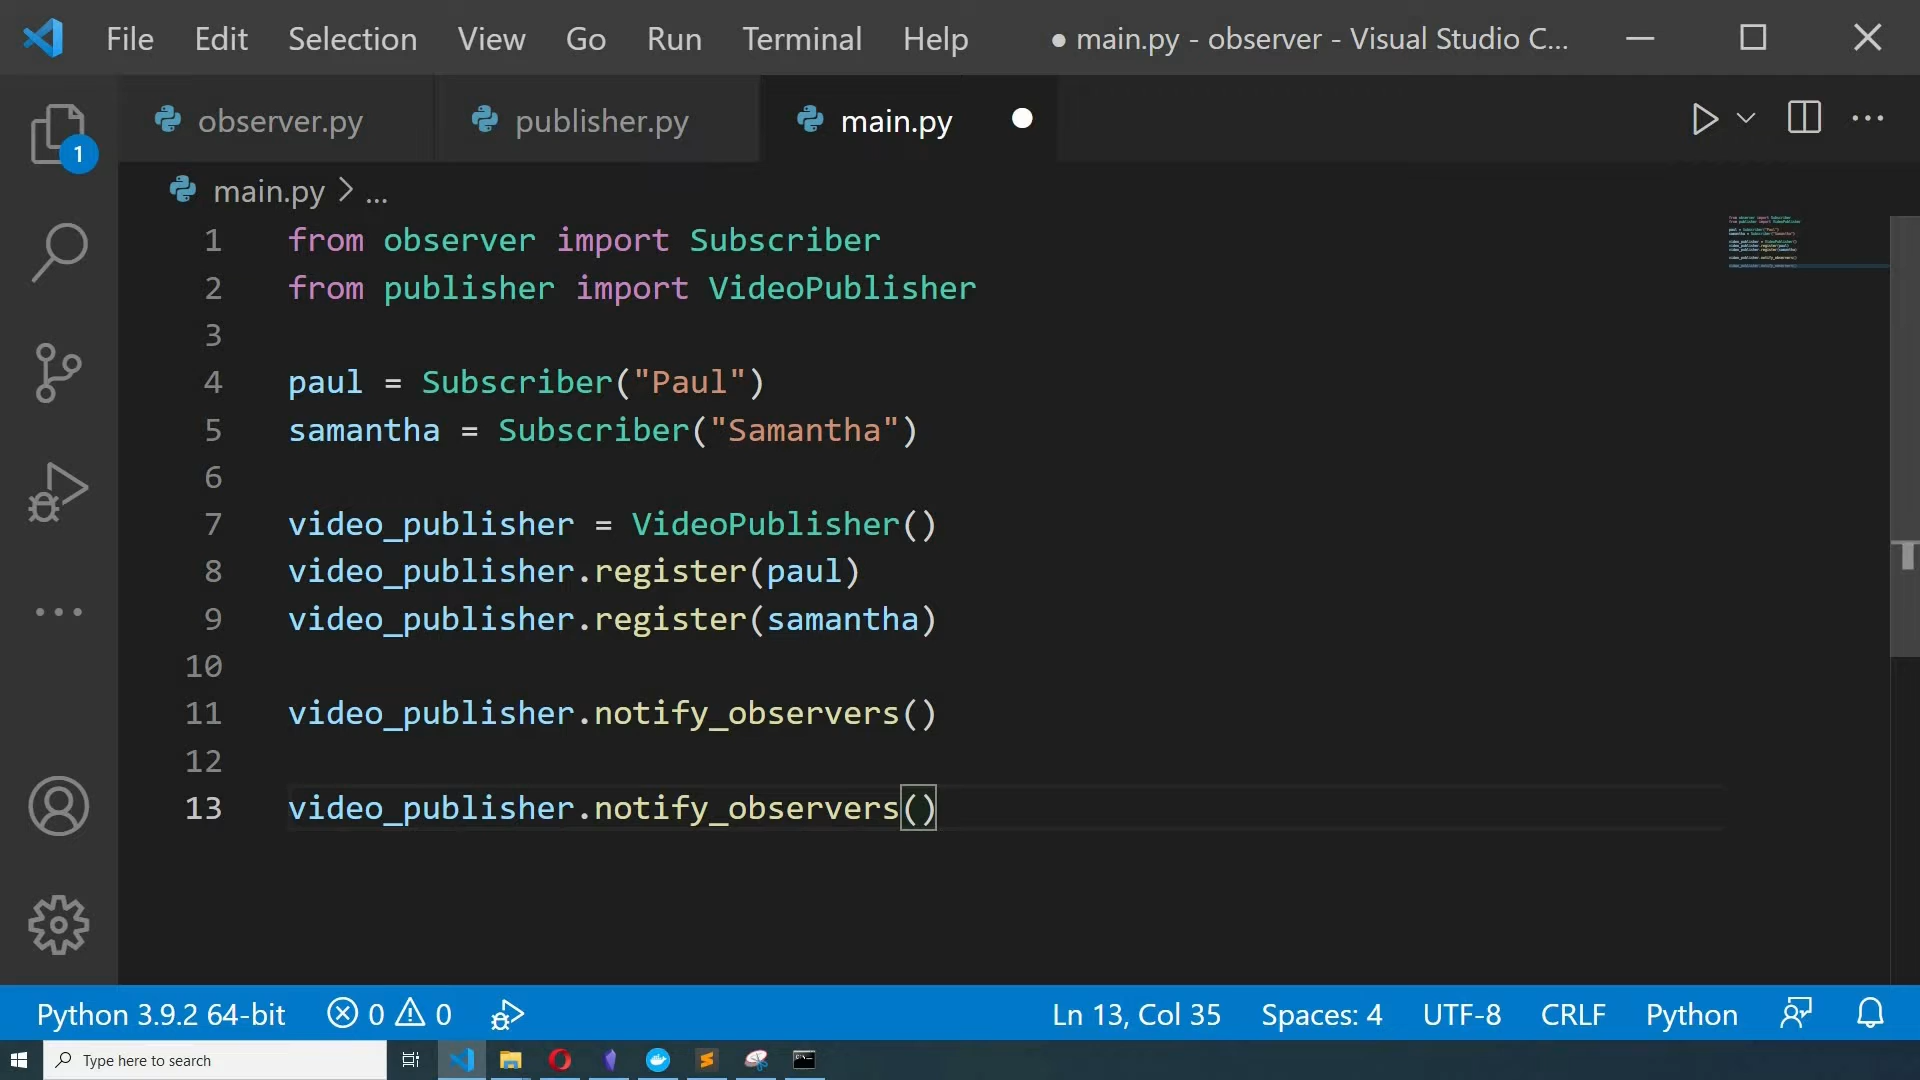 File Edit Selection View Go Run Terminal Help ● main.py - observer - Visual Studio C...
1
observer.py publisher.py main.py
main.py > ...
1 from observer import Subscriber
2 from publisher import VideoPublisher
3
4 paul = Subscriber("Paul")
5 samantha = Subscriber("Samantha")
6
7 video_publisher = VideoPublisher()
8 video_publisher.register(paul)
9 video_publisher.register(samantha)
10
11 video_publisher.notify_observers()
12
13 video_publisher.notify_observers()
Python 3.9.2 64-bit 0 0 Ln 13, Col 35 Spaces: 4 UTF-8 CRLF Python
Type here to search